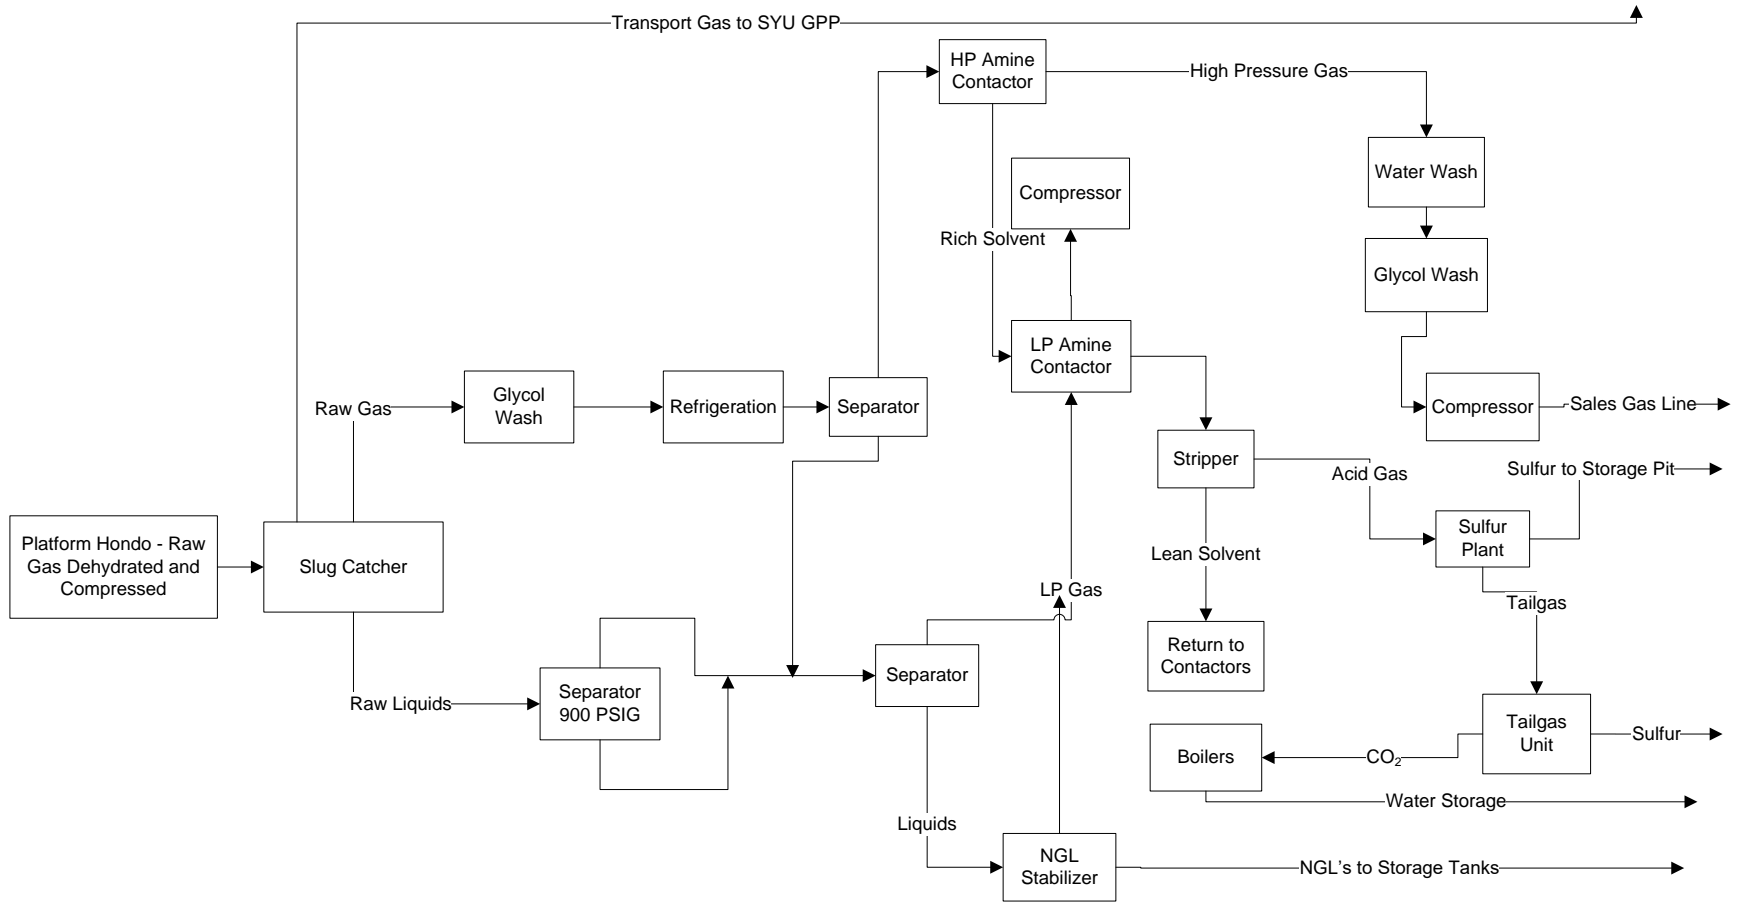 Transport Gas to SYU GPP
HP Amine
Contactor
High Pressure Gas
Water Wash
Compressor
Rich Solvent
Glycol Wash
LP Amine
Contactor
Glycol
Wash
Raw Gas
Refrigeration
Separator
Compressor
Sales Gas Line
Stripper
Acid Gas
Sulfur to Storage Pit
Platform Hondo - Raw
Gas Dehydrated and
Compressed
Slug Catcher
Sulfur
Plant
Lean Solvent
LP Gas
Tailgas
Return to
Contactors
Separator
Separator
900 PSIG
Raw Liquids
Tailgas
Unit
Sulfur
Boilers
CO₂
Water Storage
Liquids
NGL
Stabilizer
NGL's to Storage Tanks